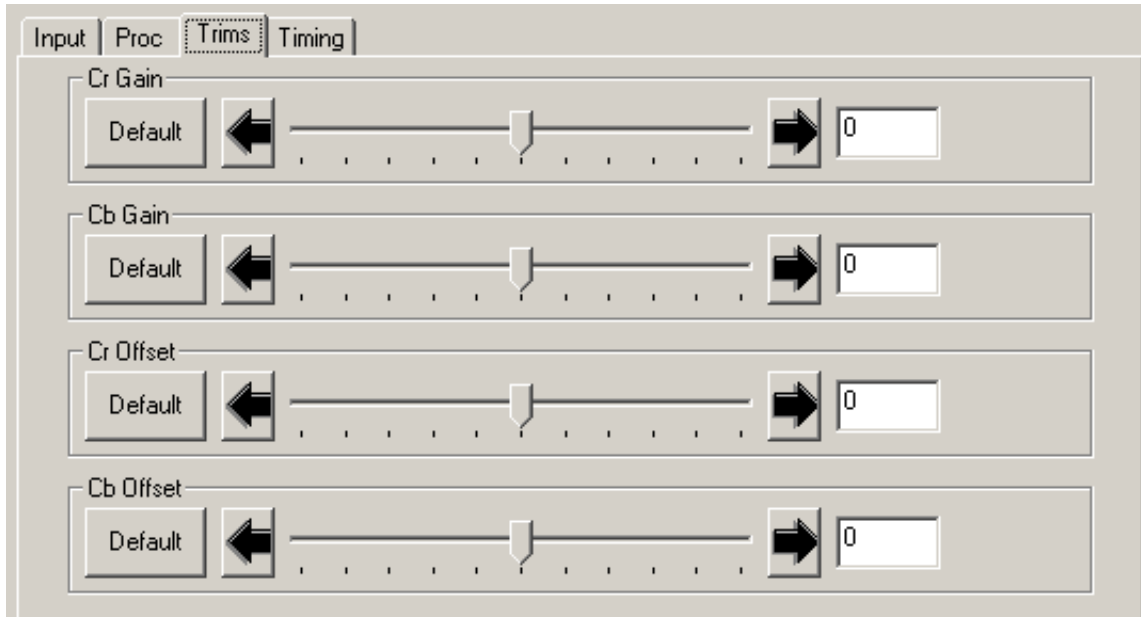 Input Proc Trims Timing
Cr Gain
Default 0
Cb Gain
Default 0
Cr Offset
Default 0
Cb Offset
Default 0